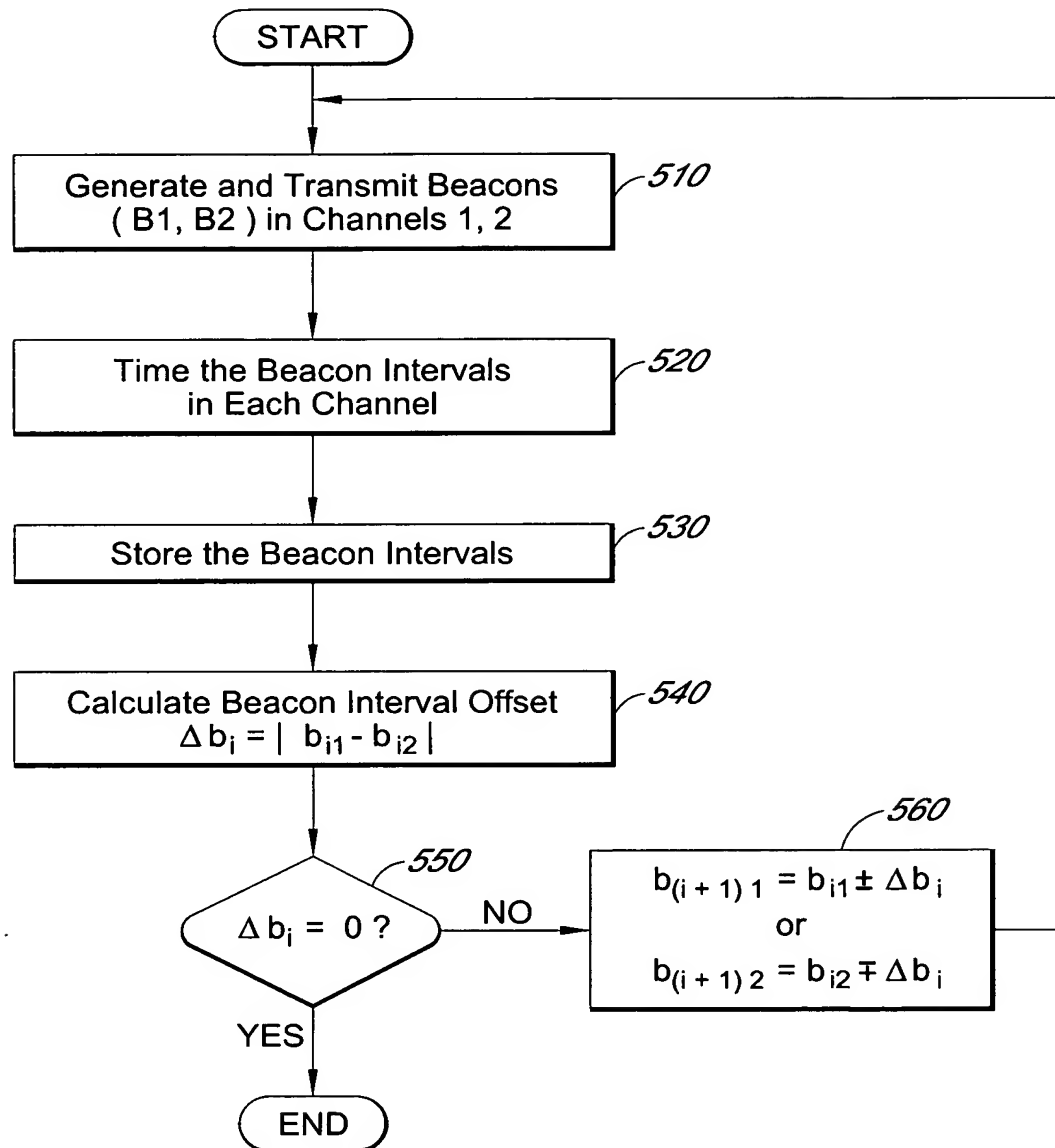 START
Generate and Transmit Beacons
( B1, B2 ) in Channels 1, 2
510
Time the Beacon Intervals
in Each Channel
520
Store the Beacon Intervals
530
Calculate Beacon Interval Offset
Δ b_i = | b_i1 - b_i2 |
540
550
Δ b_i = 0 ?
NO
YES
560
b_(i + 1) 1 = b_i1 ± Δ b_i
or
b_(i + 1) 2 = b_i2 ∓ Δ b_i
END